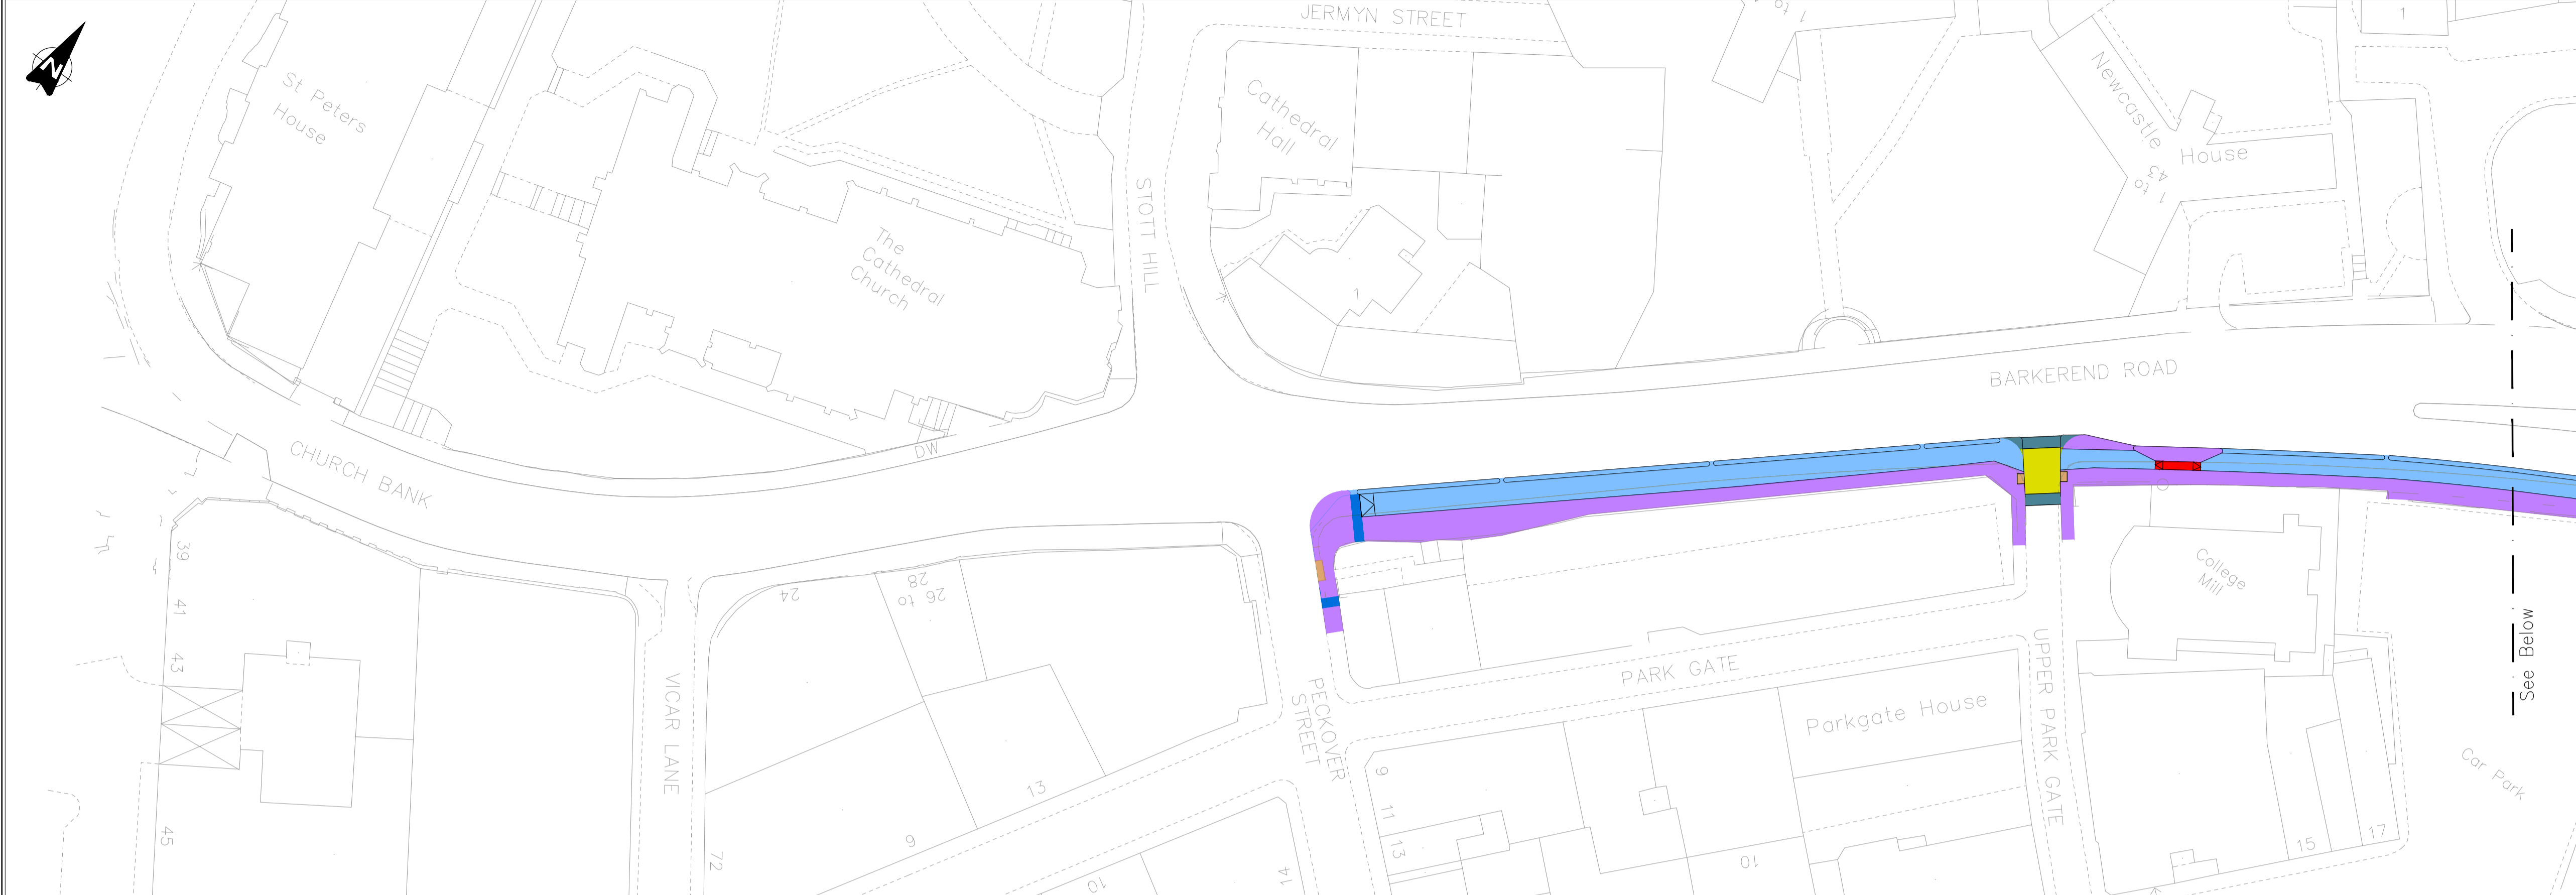 N
JERMYN STREET
1 to
1
St Peters
House
Cathedral
Hall
Newcastle
House
1 to 43
STOTT HILL
The
Cathedral
Church
1
BARKEREND ROAD
DW
CHURCH BANK
39
41
43
45
24
26 to
28
College
Mill
VICAR LANE
PARK GATE
UPPER PARK GATE
See Below
PECKOVER
STREET
Parkgate House
Car Park
13
9
72
10
14
9
11
13
10
15
17